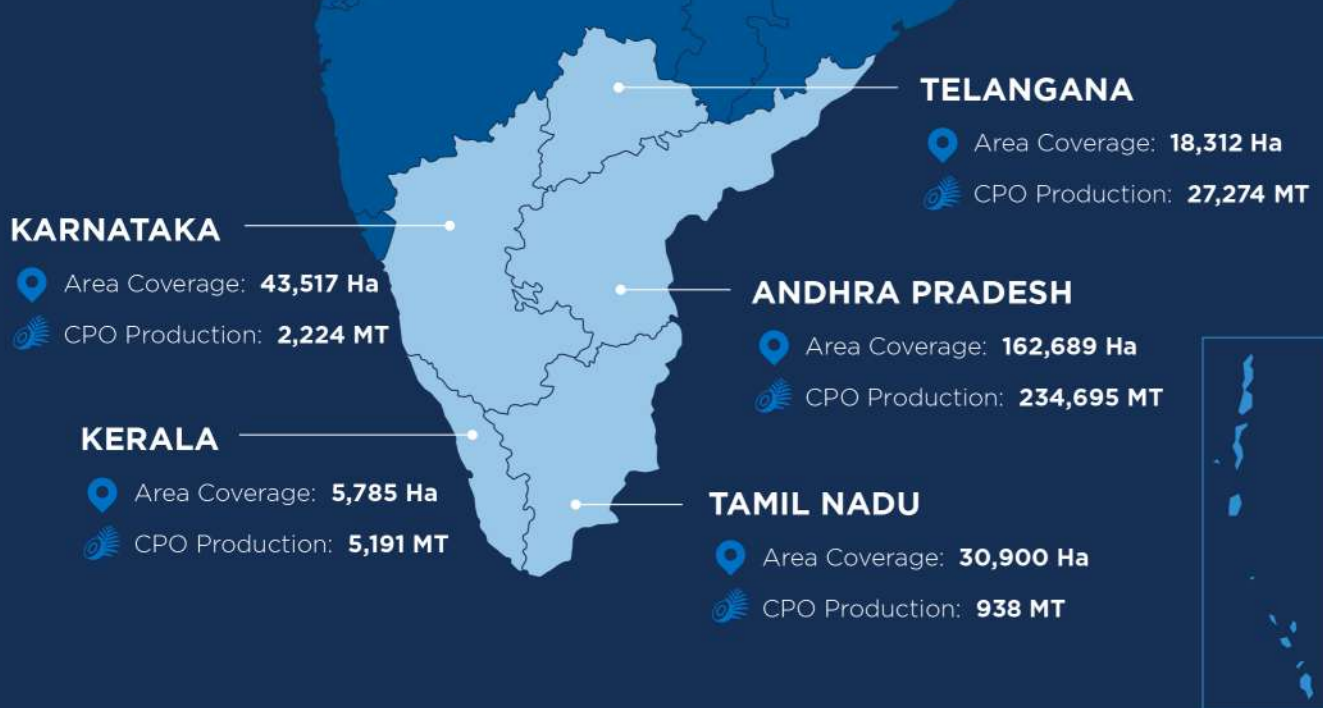 TELANGANA
Area Coverage: 18,312 Ha
CPO Production: 27,274 MT
KARNATAKA
Area Coverage: 43,517 Ha
CPO Production: 2,224 MT
ANDHRA PRADESH
Area Coverage: 162,689 Ha
CPO Production: 234,695 MT
KERALA
Area Coverage: 5,785 Ha
CPO Production: 5,191 MT
TAMIL NADU
Area Coverage: 30,900 Ha
CPO Production: 938 MT